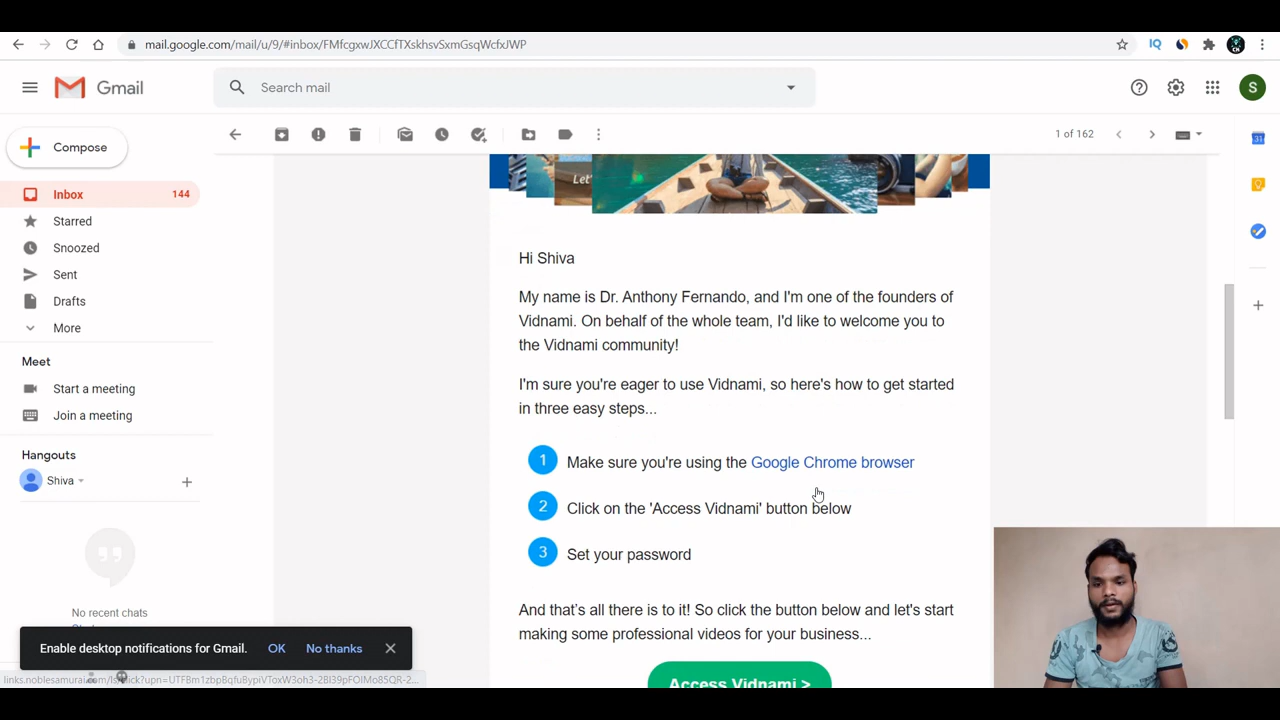 mail.google.com/mail/u/9/#inbox/FMfcgxwJXCCfTXskhsvSxmGsqWcfxJWP
IQ
Gmail
Search mail
S
1 of 162
Compose
31
Inbox
144
Starred
Snoozed
Sent
Drafts
More
Meet
Start a meeting
Join a meeting
Hangouts
Shiva
No recent chats
Let'
Hi Shiva
My name is Dr. Anthony Fernando, and I'm one of the founders of
Vidnami. On behalf of the whole team, I'd like to welcome you to
the Vidnami community!
I'm sure you're eager to use Vidnami, so here's how to get started
in three easy steps...
1 Make sure you're using the Google Chrome browser
2 Click on the 'Access Vidnami' button below
3 Set your password
And that's all there is to it! So click the button below and let's start
making some professional videos for your business...
Access Vidnami >
Enable desktop notifications for Gmail. OK No thanks